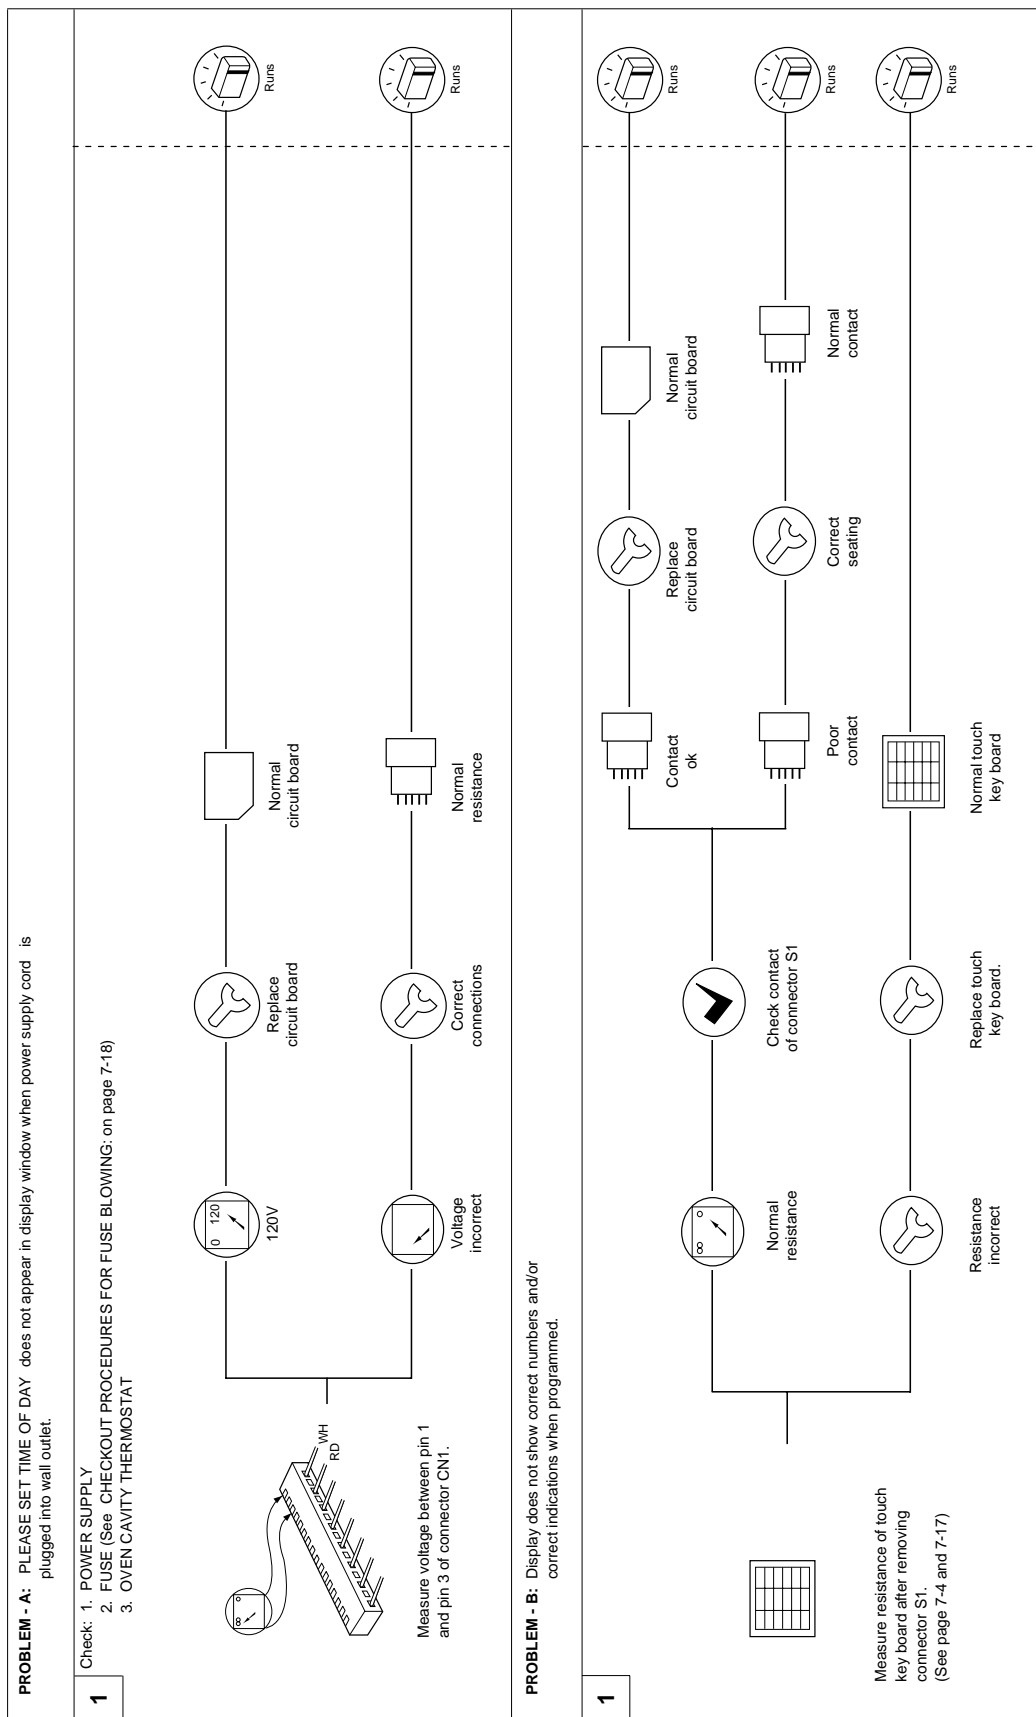 PROBLEM - A: PLEASE SET TIME OF DAY does not appear in display window when power supply cord is
plugged into wall outlet.
1
Check: 1. POWER SUPPLY
2. FUSE (See CHECKOUT PROCEDURES FOR FUSE BLOWING: on page 7-18)
3. OVEN CAVITY THERMOSTAT
∞ 0
WH
RD
Measure voltage between pin 1
and pin 3 of connector CN1.
0 120
120V
Replace
circuit board
Normal
circuit board
Runs
Voltage
incorrect
Correct
connections
Normal
resistance
Runs
PROBLEM - B: Display does not show correct numbers and/or
correct indications when programmed.
1
Measure resistance of touch
key board after removing
connector S1.
(See page 7-4 and 7-17)
∞ 0
Normal
resistance
Check contact
of connector S1
Contact
ok
Replace
circuit board
Normal
circuit board
Runs
Poor
contact
Correct
seating
Normal
contact
Runs
Resistance
incorrect
Replace touch
key board.
Normal touch
key board
Runs